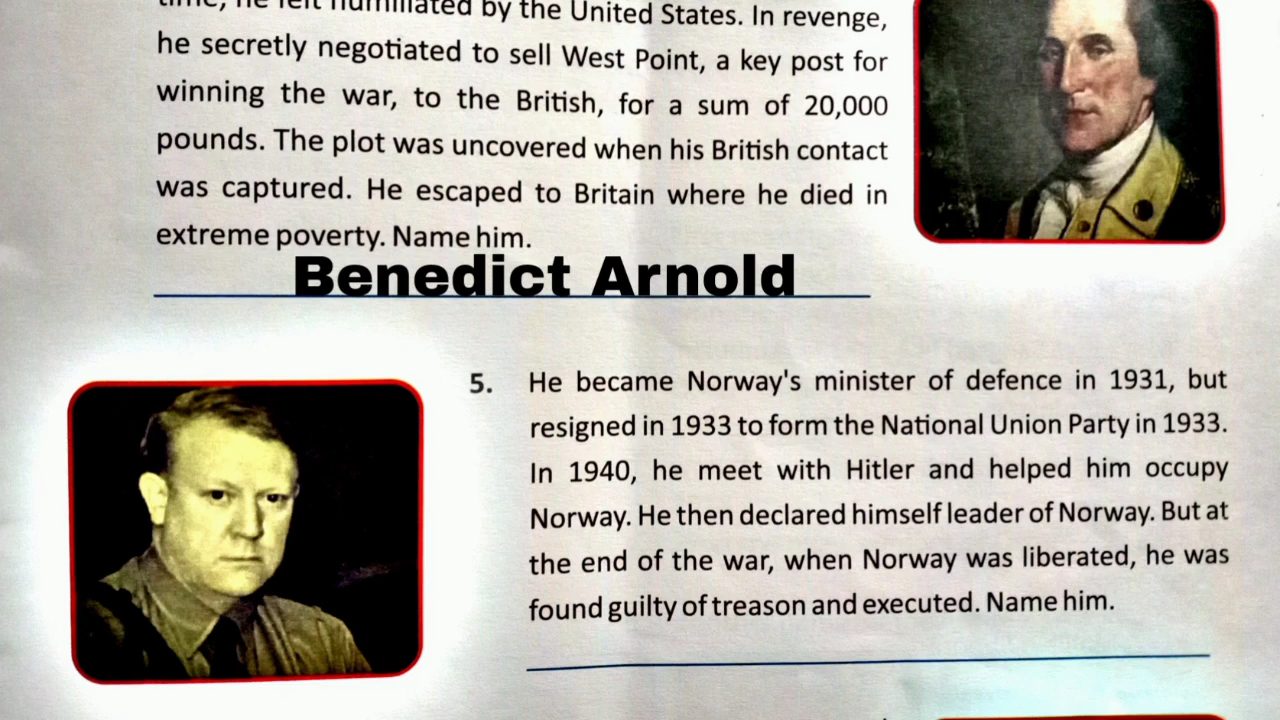 time, he felt humiliated by the United States. In revenge,
he secretly negotiated to sell West Point, a key post for
winning the war, to the British, for a sum of 20,000
pounds. The plot was uncovered when his British contact
was captured. He escaped to Britain where he died in
extreme poverty. Name him.
Benedict Arnold
5. He became Norway's minister of defence in 1931, but
resigned in 1933 to form the National Union Party in 1933.
In 1940, he meet with Hitler and helped him occupy
Norway. He then declared himself leader of Norway. But at
the end of the war, when Norway was liberated, he was
found guilty of treason and executed. Name him.